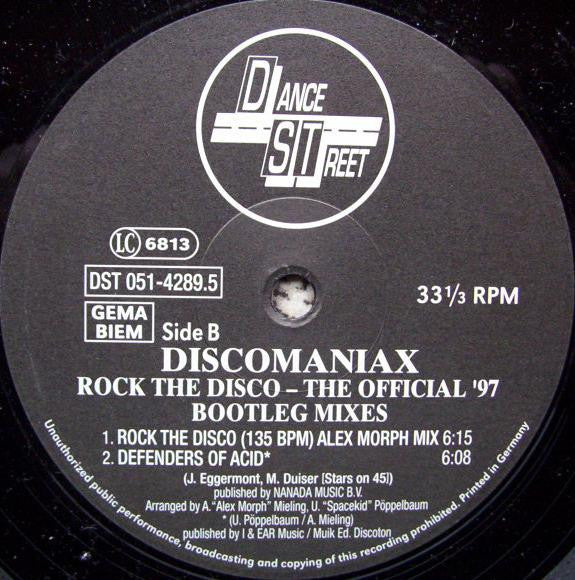 DANCE
STREET
LC 6813
DST 051-4289.5
33 1/3 RPM
GEMA
BIEM
Side B
DISCOMANIAX
ROCK THE DISCO – THE OFFICIAL '97
BOOTLEG MIXES
1. ROCK THE DISCO (135 BPM) ALEX MORPH MIX 6:15
2. DEFENDERS OF ACID* 6:08
(J. Eggermont, M. Duiser [Stars on 45])
published by NANADA MUSIC B.V.
Arranged by A. "Alex Morph" Mieling, U. "Spacekid" Pöppelbaum
* (U. Pöppelbaum / A. Mieling)
published by I & EAR Music / Muik Ed. Discoton
Unauthorized public performance, broadcasting and copying of this recording prohibited. Printed in Germany